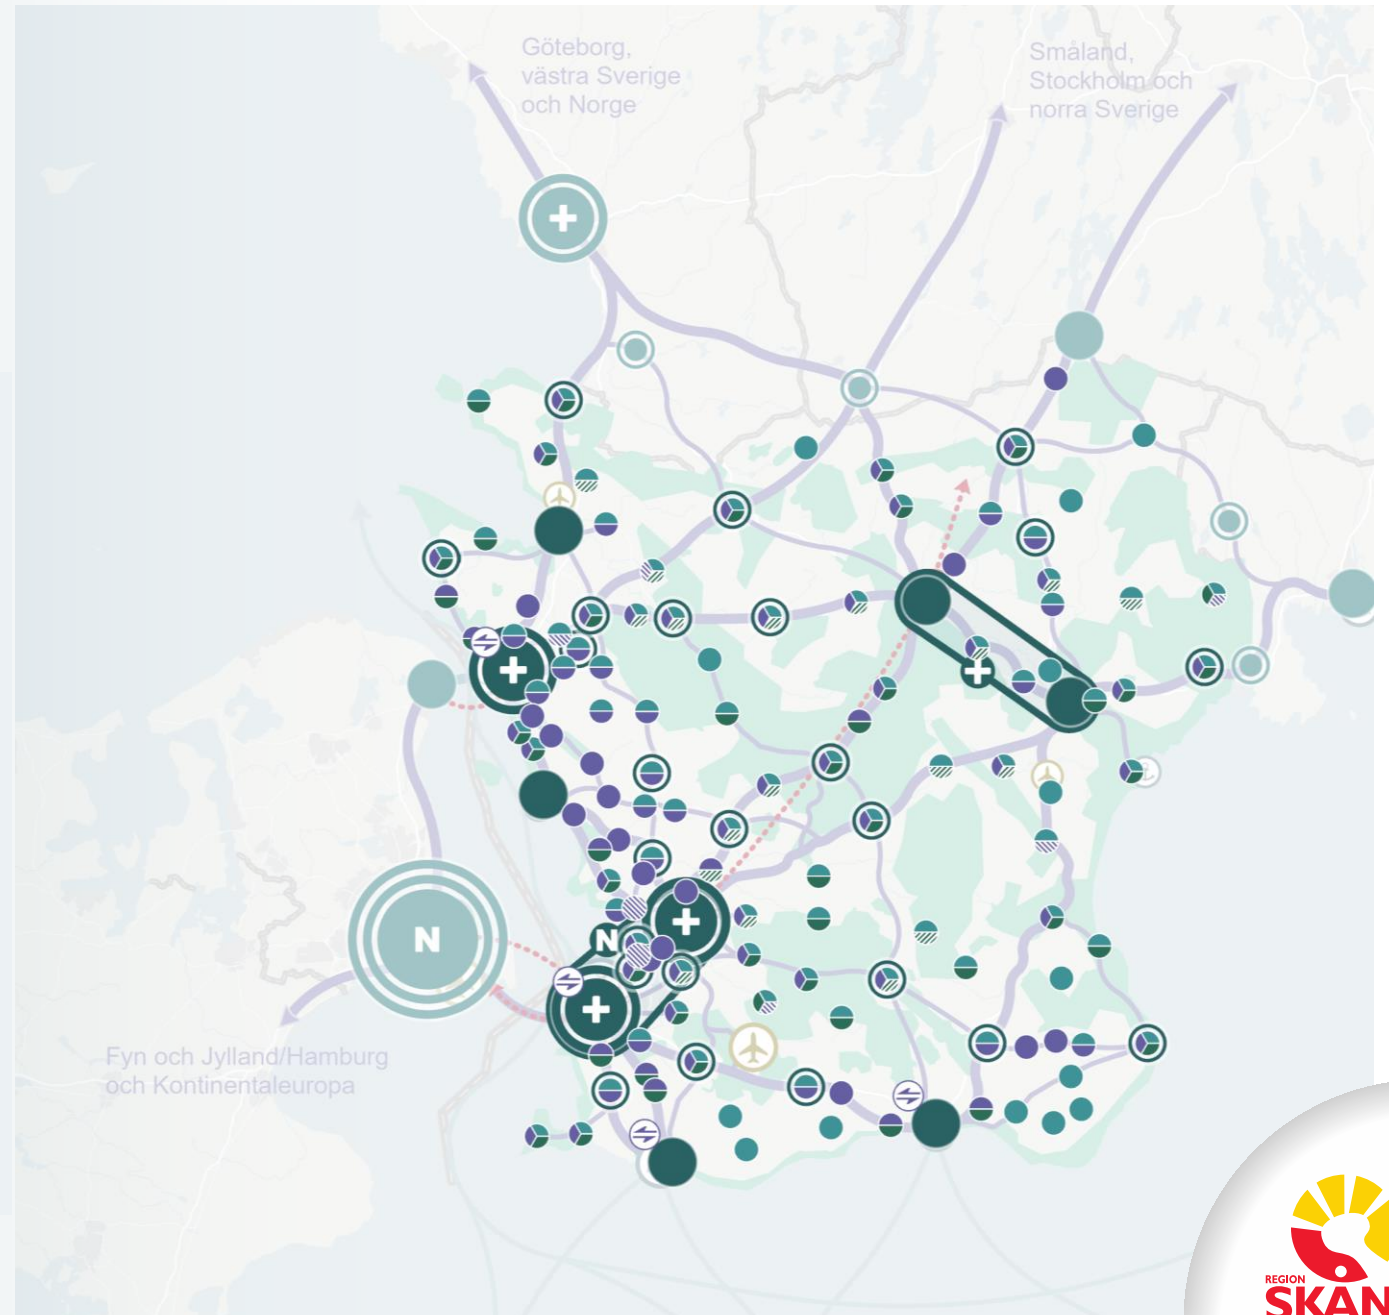 Göteborg,
västra Sverige
och Norge
Småland,
Stockholm och
norra Sverige
N
N
Fyn och Jylland/Hamburg
och Kontinentaleuropa
REGION
SKÅN